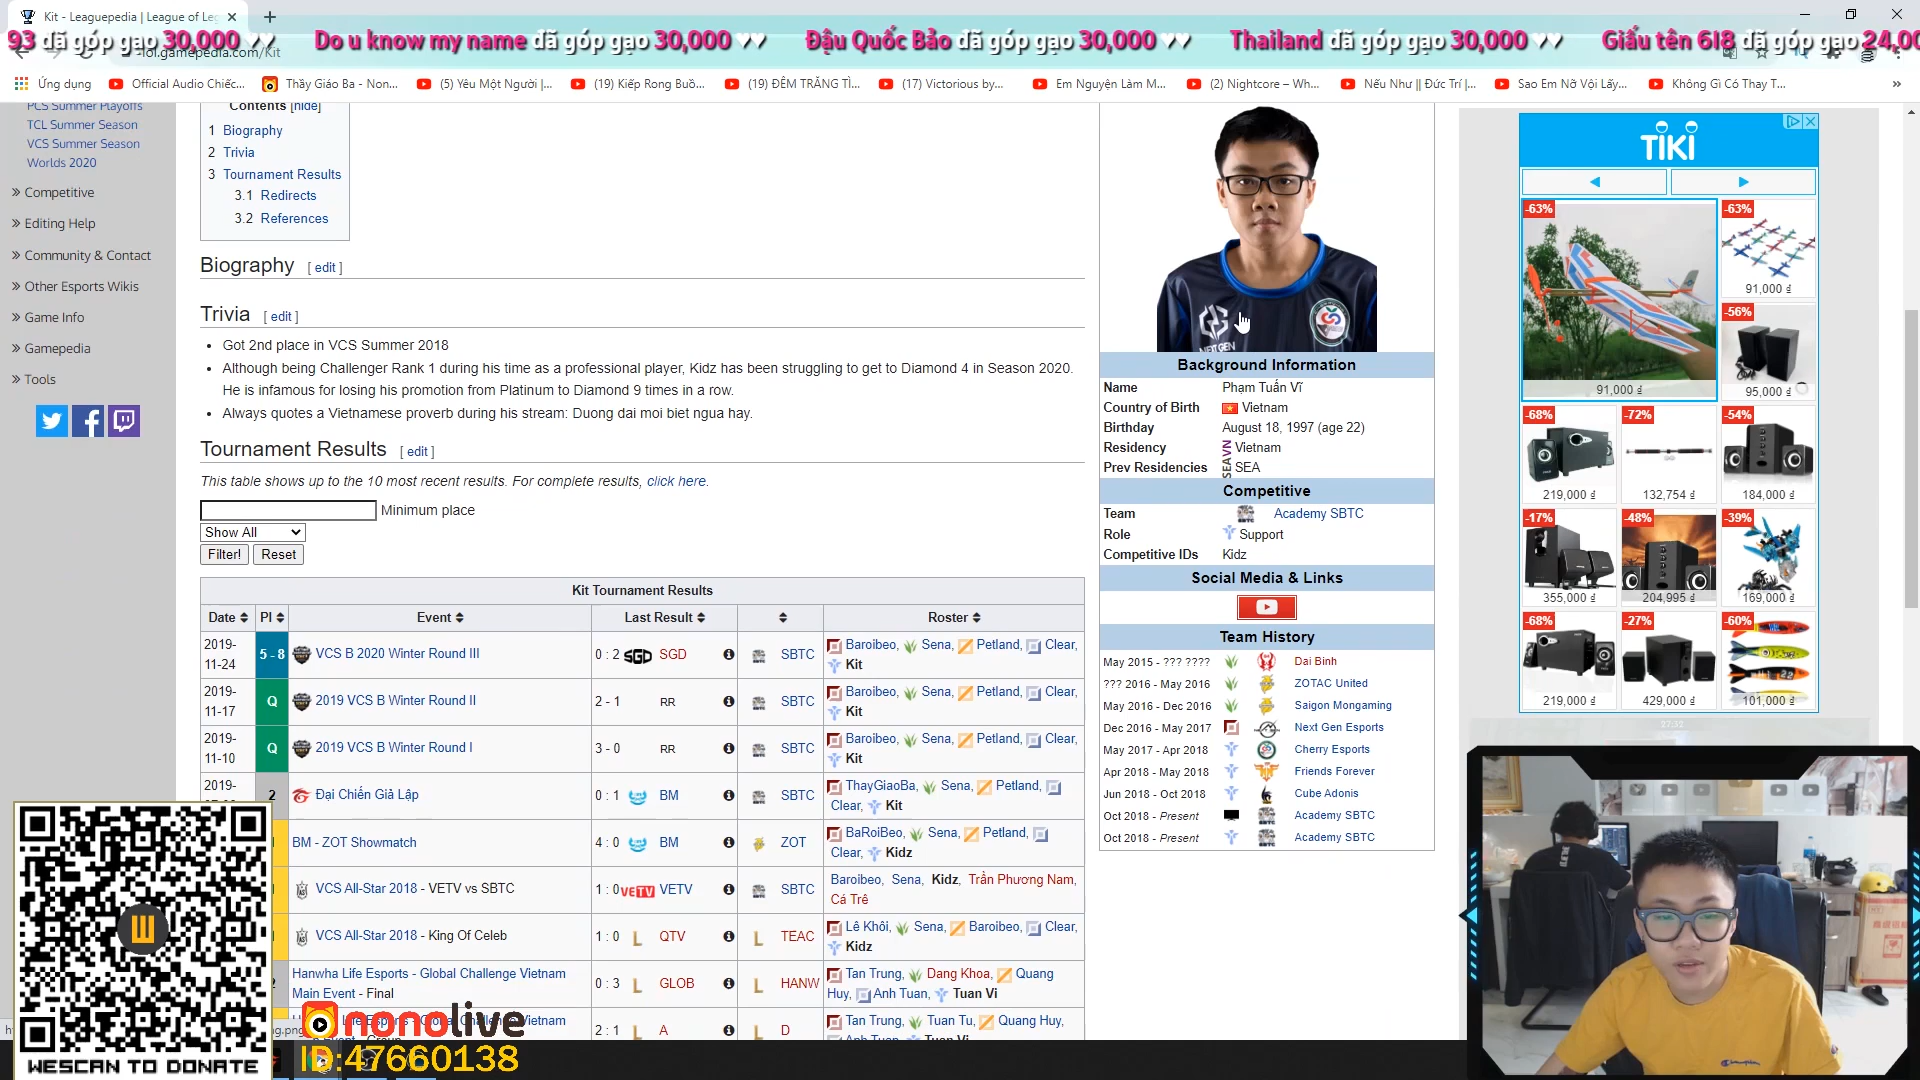 Kit - Leaguepedia | League of Leg
93 đã góp gạo 30,000
Do u know my name đã góp gạo 30,000
Đậu Quốc Bảo đã góp gạo 30,000
Thailand đã góp gạo 30,000
Giấu tên 618 đã góp gạo 24,00
lol.gamepedia.com/Kit
Ứng dụng
Official Audio Chiếc...
Thầy Giáo Ba - Non...
(5) Yêu Một Người |...
(19) Kiếp Rong Buồ...
(19) ĐÊM TRẮNG TÌ...
(17) Victorious by...
Em Nguyện Làm M...
(2) Nightcore – Wh...
Nếu Như || Đức Trí |...
Sao Em Nỡ Vội Lấy...
Không Gì Có Thay T...
PCS Summer Playoffs
TCL Summer Season
VCS Summer Season
Worlds 2020
Competitive
Editing Help
Community & Contact
Other Esports Wikis
Game Info
Gamepedia
Tools
Contents [hide]
1 Biography
2 Trivia
3 Tournament Results
3.1 Redirects
3.2 References
Biography [ edit ]
Trivia [ edit ]
Got 2nd place in VCS Summer 2018
Although being Challenger Rank 1 during his time as a professional player, Kidz has been struggling to get to Diamond 4 in Season 2020.
He is infamous for losing his promotion from Platinum to Diamond 9 times in a row.
Always quotes a Vietnamese proverb during his stream: Duong dai moi biet ngua hay.
Tournament Results [ edit ]
This table shows up to the 10 most recent results. For complete results, click here.
Minimum place
Show All
Filter! Reset
Kit Tournament Results
Date Pl Event Last Result Roster
2019-11-24 5 - 8 VCS B 2020 Winter Round III 0 : 2 SGD SGD SBTC Baroibeo, Sena, Petland, Clear,
Kit
2019-11-17 Q 2019 VCS B Winter Round II 2 - 1 RR SBTC Baroibeo, Sena, Petland, Clear,
Kit
2019-11-10 Q 2019 VCS B Winter Round I 3 - 0 RR SBTC Baroibeo, Sena, Petland, Clear,
Kit
2019- 2 Đại Chiến Giả Lập 0 : 1 BM SBTC ThayGiaoBa, Sena, Petland,
Clear, Kit
BM - ZOT Showmatch 4 : 0 BM ZOT BaRoiBeo, Sena, Petland,
Clear, Kidz
VCS All-Star 2018 - VETV vs SBTC 1 : 0 VETV VETV SBTC Baroibeo, Sena, Kidz, Trần Phương Nam,
Cá Trê
VCS All-Star 2018 - King Of Celeb 1 : 0 QTV TEAC Lê Khôi, Sena, Baroibeo, Clear,
Kidz
Hanwha Life Esports - Global Challenge Vietnam
Main Event - Final 0 : 3 GLOB HANW Tan Trung, Dang Khoa, Quang
Huy, Anh Tuan, Tuan Vi
2 : 1 A D Tan Trung, Tuan Tu, Quang Huy,
Anh Tuan, Tuan Vi
NEXT GEN
Background Information
Name Phạm Tuấn Vĩ
Country of Birth Vietnam
Birthday August 18, 1997 (age 22)
Residency VN Vietnam
Prev Residencies SEA SEA
Competitive
Team SBTC Academy SBTC
Role Support
Competitive IDs Kidz
Social Media & Links
Team History
May 2015 - ??? ???? Dai Binh
??? 2016 - May 2016 ZOTAC United
May 2016 - Dec 2016 Saigon Mongaming
Dec 2016 - May 2017 Next Gen Esports
May 2017 - Apr 2018 Cherry Esports
Apr 2018 - May 2018 Friends Forever
Jun 2018 - Oct 2018 Cube Adonis
Oct 2018 - Present Academy SBTC
Oct 2018 - Present Academy SBTC
TIKI
-63% 91,000 ₫
-63% 91,000 ₫
-56% 95,000 ₫
-68% 219,000 ₫
-72% 132,754 ₫
-54% 184,000 ₫
-17% 355,000 ₫
-48% 204,995 ₫
-39% 169,000 ₫
-68% 219,000 ₫
-27% 429,000 ₫
-60% 101,000 ₫
WESCAN TO DONATE
nonolive
ID:47660138
Champion